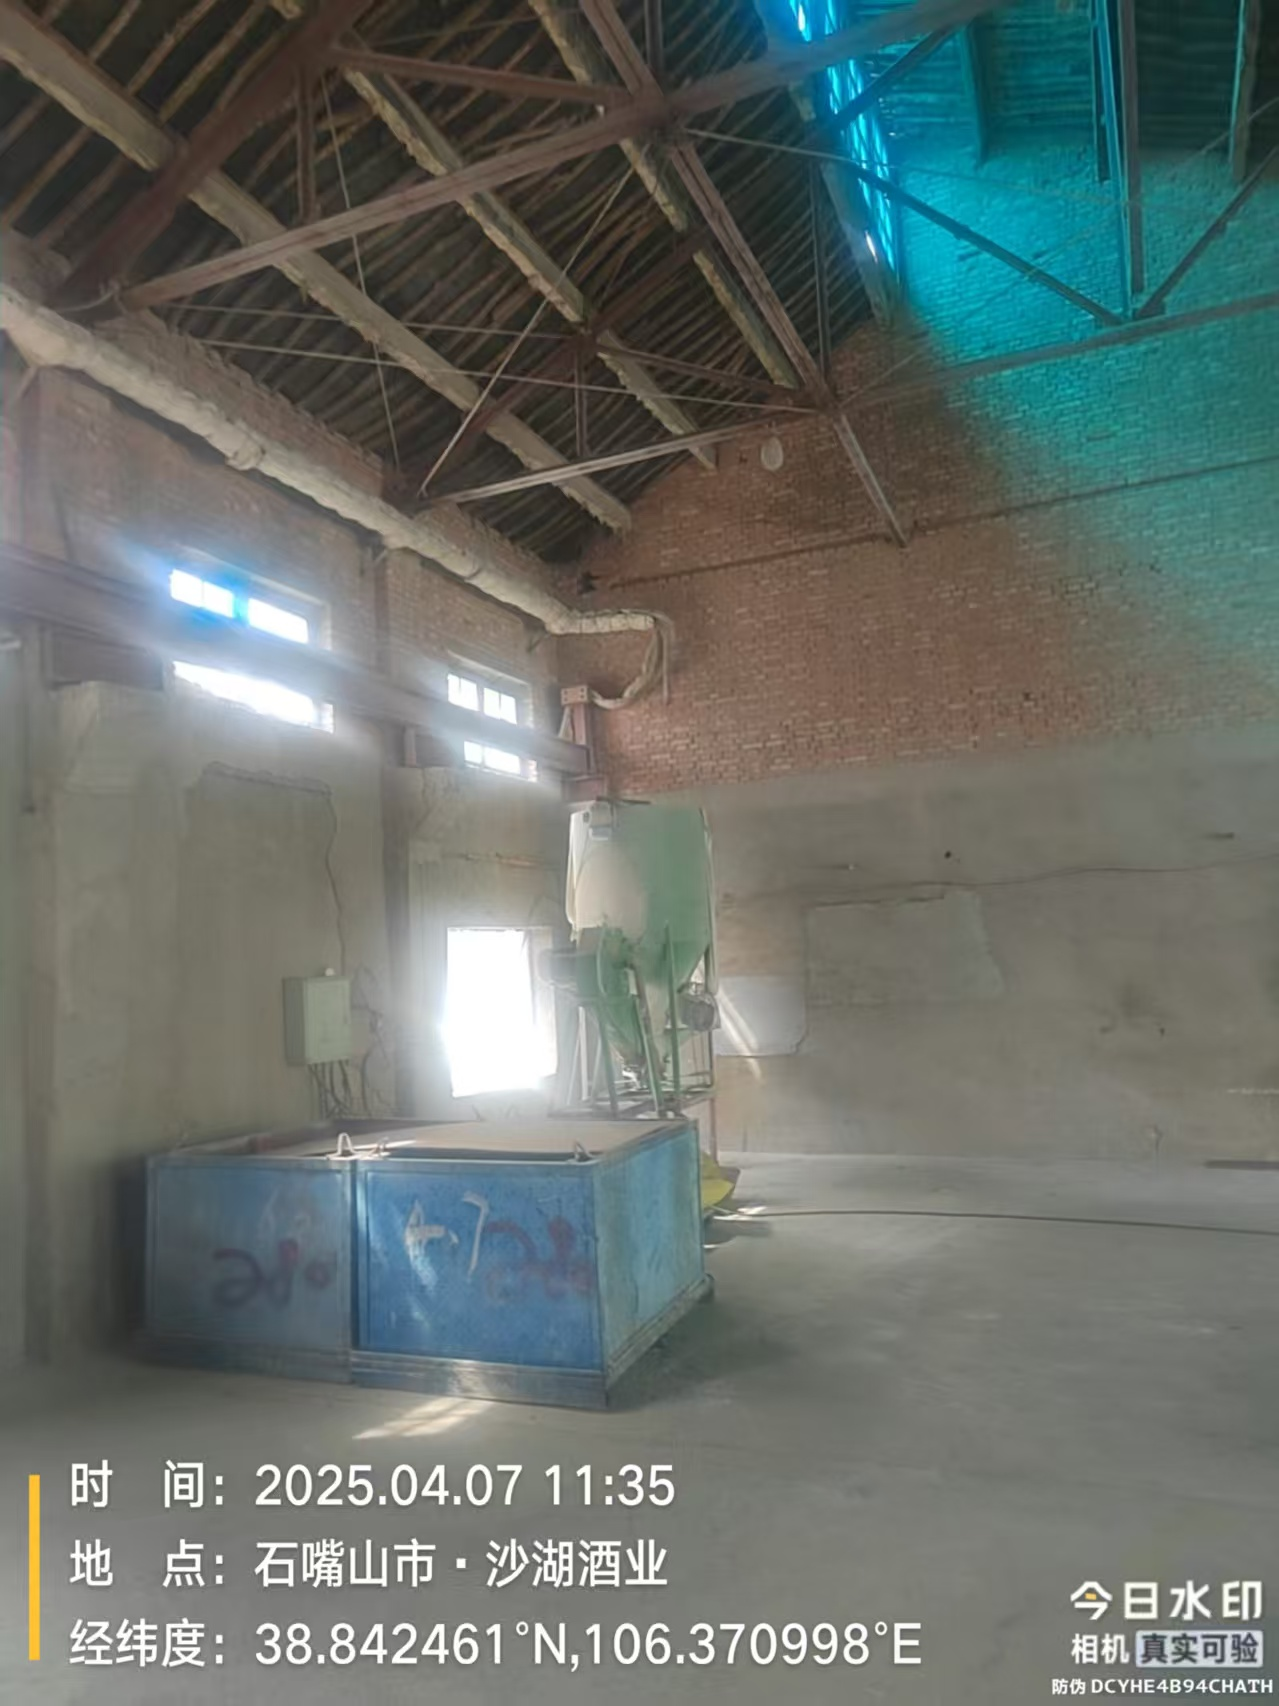 时 间：2025.04.07 11:35
地 点：石嘴山市·沙湖酒业
经纬度：38.842461°N,106.370998°E
今日水印
相机 真实可验
防伪 DCYHE4B94CHATH